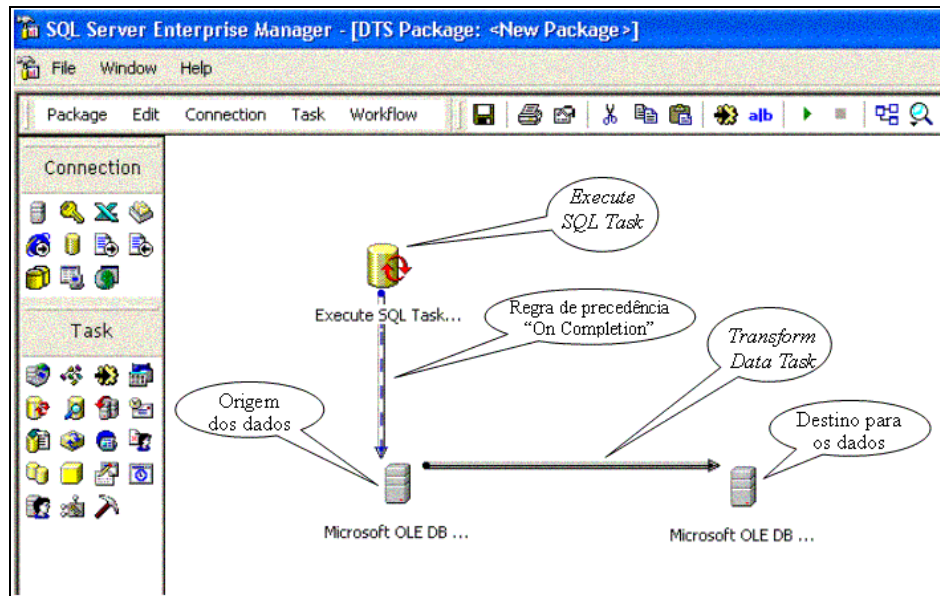 SQL Server Enterprise Manager - [DTS Package: <New Package>]
File Window Help
Package Edit Connection Task Workflow a|b
Connection
Task
Execute
SQL Task
Execute SQL Task...
Regra de precedência
“On Completion”
Transform
Data Task
Origem
dos dados
Destino para
os dados
Microsoft OLE DB ...
Microsoft OLE DB ...